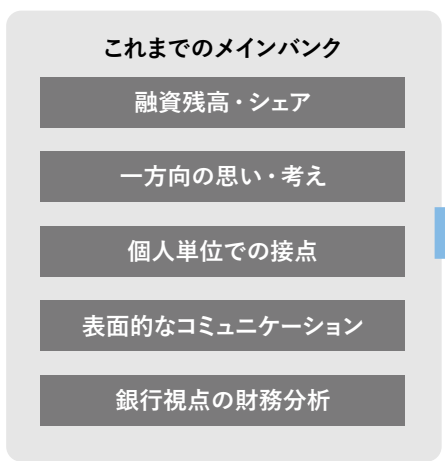 これまでのメインバンク
融資残高・シェア
一方向の思い・考え
個人単位での接点
表面的なコミュニケーション
銀行視点の財務分析